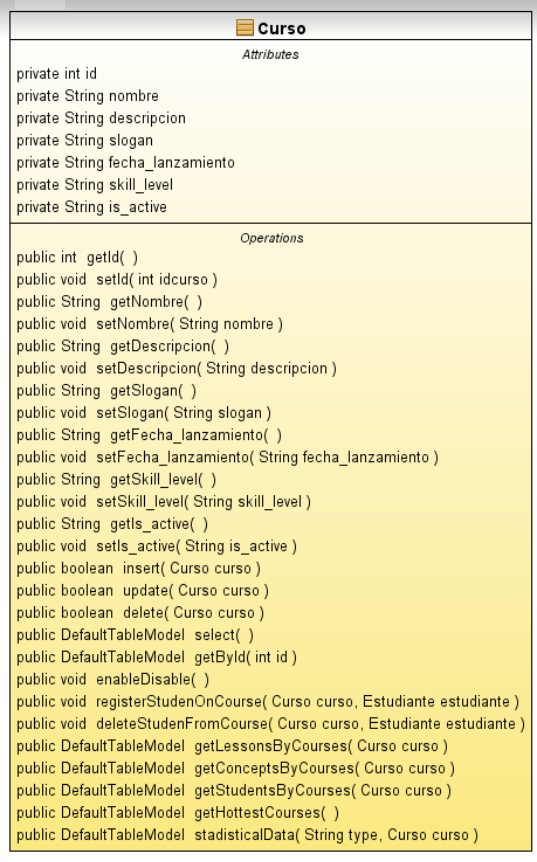 Curso
Attributes
private int id
private String nombre
private String descripcion
private String slogan
private String fecha_lanzamiento
private String skill_level
private String is_active
Operations
public int getId( )
public void setId( int idcurso )
public String getNombre( )
public void setNombre( String nombre )
public String getDescripcion( )
public void setDescripcion( String descripcion )
public String getSlogan( )
public void setSlogan( String slogan )
public String getFecha_lanzamiento( )
public void setFecha_lanzamiento( String fecha_lanzamiento )
public String getSkill_level( )
public void setSkill_level( String skill_level )
public String getIs_active( )
public void setIs_active( String is_active )
public boolean insert( Curso curso )
public boolean update( Curso curso )
public boolean delete( Curso curso )
public DefaultTableModel select( )
public DefaultTableModel getById( int id )
public void enableDisable( )
public void registerStudenOnCourse( Curso curso, Estudiante estudiante )
public void deleteStudenFromCourse( Curso curso, Estudiante estudiante )
public DefaultTableModel getLessonsByCourses( Curso curso )
public DefaultTableModel getConceptsByCourses( Curso curso )
public DefaultTableModel getStudentsByCourses( Curso curso )
public DefaultTableModel getHottestCourses( )
public DefaultTableModel stadisticalData( String type, Curso curso )